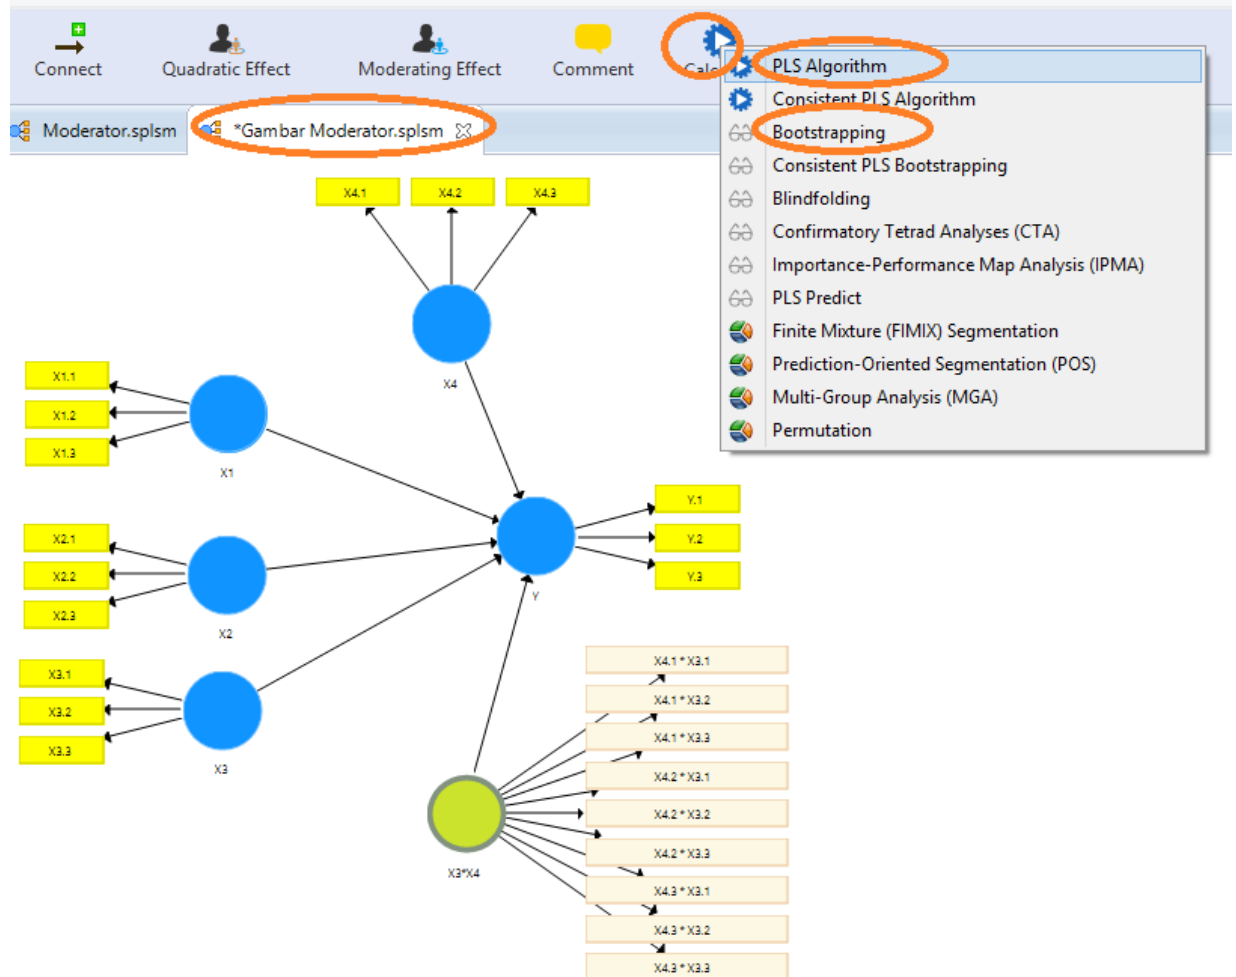 Connect
Quadratic Effect
Moderating Effect
Comment
PLS Algorithm
Consistent PLS Algorithm
Bootstrapping
Consistent PLS Bootstrapping
Blindfolding
Confirmatory Tetrad Analyses (CTA)
Importance-Performance Map Analysis (IPMA)
PLS Predict
Finite Mixture (FIMIX) Segmentation
Prediction-Oriented Segmentation (POS)
Multi-Group Analysis (MGA)
Permutation
Moderator.splsm
*Gambar Moderator.splsm
X4.1
X4.2
X4.3
X4
X1.1
X1.2
X1.3
X1
X2.1
X2.2
X2.3
X2
X3.1
X3.2
X3.3
X3
Y.1
Y.2
Y.3
Y
X3*X4
X4.1 * X3.1
X4.1 * X3.2
X4.1 * X3.3
X4.2 * X3.1
X4.2 * X3.2
X4.2 * X3.3
X4.3 * X3.1
X4.3 * X3.2
X4.3 * X3.3